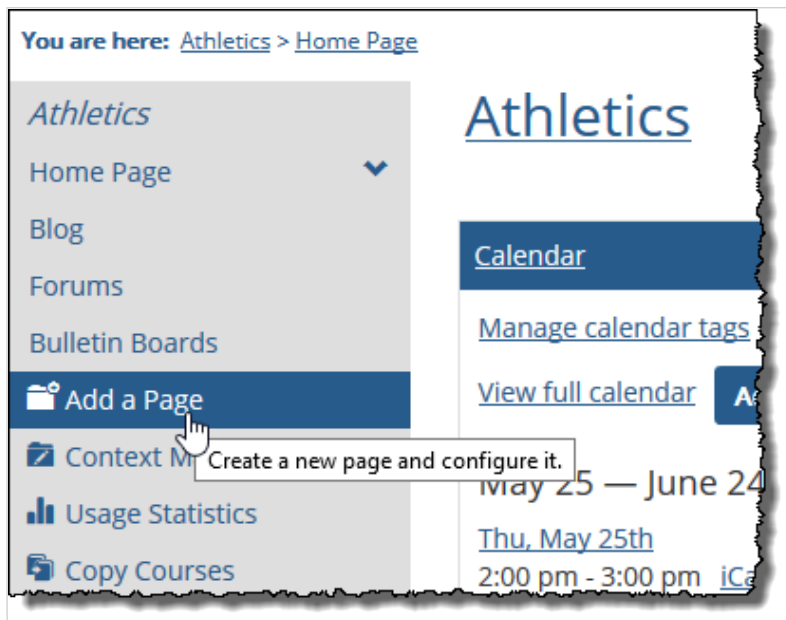 You are here: Athletics > Home Page
Athletics
Home Page
Blog
Forums
Bulletin Boards
Add a Page
Context
Create a new page and configure it.
Usage Statistics
Copy Courses
Athletics
Calendar
Manage calendar tags
View full calendar
May 25 — June 24
Thu, May 25th
2:00 pm - 3:00 pm